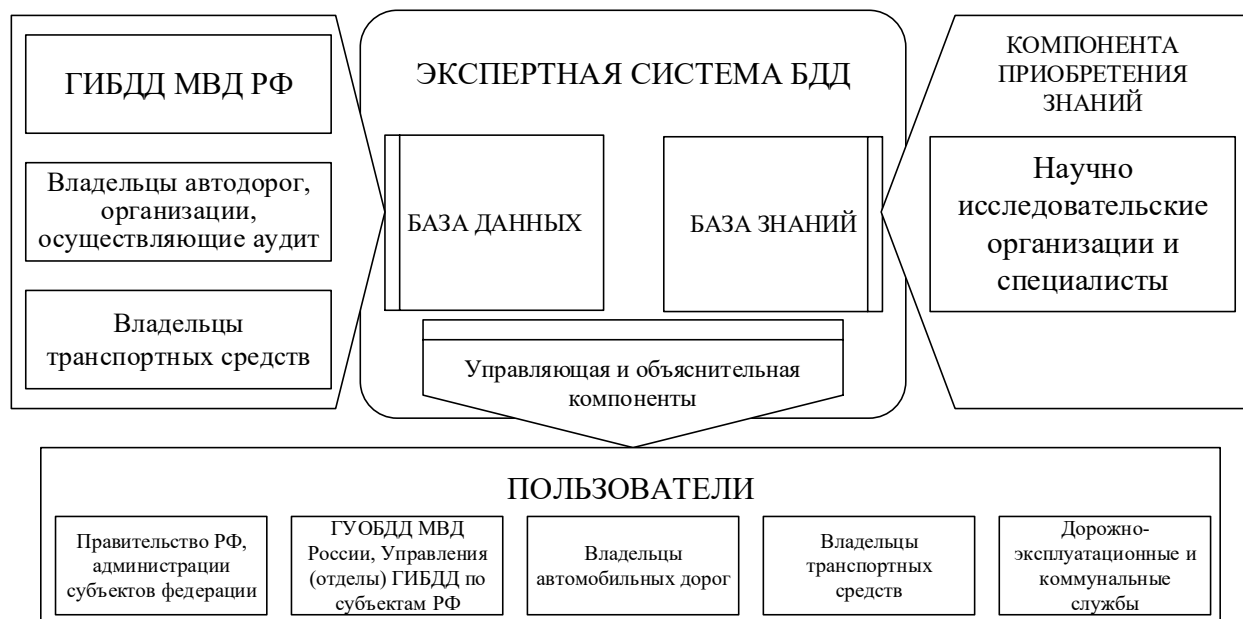 ГИБДД МВД РФ
Владельцы автодорог,
организации,
осуществляющие аудит
Владельцы
транспортных средств
ЭКСПЕРТНАЯ СИСТЕМА БДД
БАЗА ДАННЫХ
БАЗА ЗНАНИЙ
Управляющая и объяснительная
компоненты
КОМПОНЕНТА
ПРИОБРЕТЕНИЯ
ЗНАНИЙ
Научно
исследовательские
организации и
специалисты
ПОЛЬЗОВАТЕЛИ
Правительство РФ,
администрации
субъектов федерации
ГУОБДД МВД
России, Управления
(отделы) ГИБДД по
субъектам РФ
Владельцы
автомобильных дорог
Владельцы
транспортных
средств
Дорожно-
эксплуатационные и
коммунальные
службы